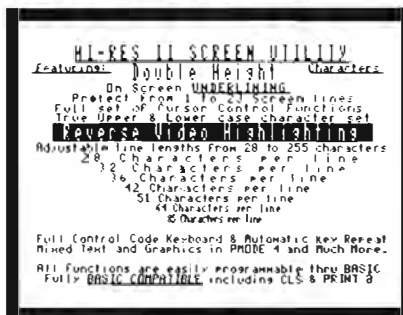 HI-RES II SCREEN UTILITY
Featuring: Double Height Characters
On Screen UNDERLINING
Protect from 1 to 23 Screen lines
Full set of Cursor Control Functions
True Upper & Lower case character set
Reverse Video Highlighting
Adjustable line lengths from 28 to 255 characters
28 Characters per line
32 Characters per line
36 Characters per line
42 Characters per line
51 Characters per line
64 Characters per line
85 Characters per line
Full Control Code Keyboard & Automatic Key Repeat
Mixed Text and Graphics in PMODE 4 and Much More.
All Functions are easily programmable thru BASIC
Fully BASIC COMPATIBLE including CLS & PRINT @